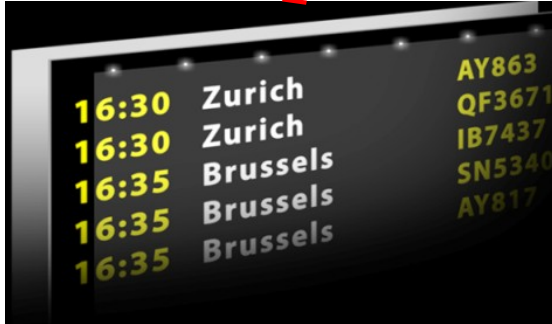 16:30 Zurich AY863
16:30 Zurich QF3671
16:35 Brussels IB7437
16:35 Brussels SN5340
16:35 Brussels AY817